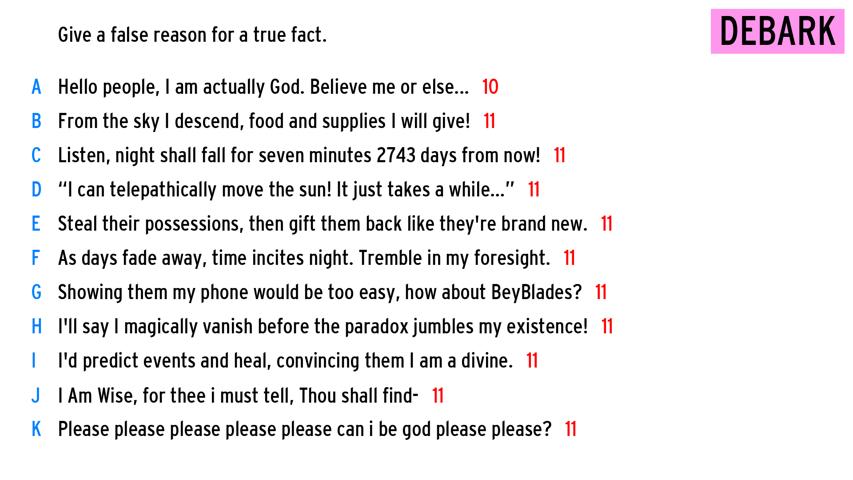 Give a false reason for a true fact.
DEBARK
A Hello people, I am actually God. Believe me or else... 10
B From the sky I descend, food and supplies I will give! 11
C Listen, night shall fall for seven minutes 2743 days from now! 11
D “I can telepathically move the sun! It just takes a while...” 11
E Steal their possessions, then gift them back like they're brand new. 11
F As days fade away, time incites night. Tremble in my foresight. 11
G Showing them my phone would be too easy, how about BeyBlades? 11
H I'll say I magically vanish before the paradox jumbles my existence! 11
I I'd predict events and heal, convincing them I am a divine. 11
J I Am Wise, for thee i must tell, Thou shall find- 11
K Please please please please please can i be god please please? 11